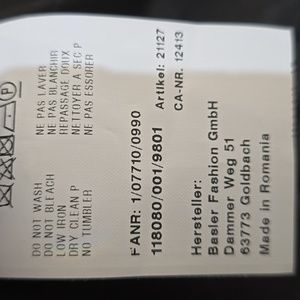 NE PAS LAVER
NE PAS BLANCHIR
REPASSAGE DOUX
NETTOYER A SEC P
NE PAS ESSORER
DO NOT WASH
DO NOT BLEACH
LOW IRON
DRY CLEAN P
NO TUMBLER
FANR: 1/07710/0990
118080/001/9801
Artikel: 21127
CA-NR. 12413
Hersteller:
Basler Fashion GmbH
Dammer Weg 51
63773 Goldbach
Made in Romania